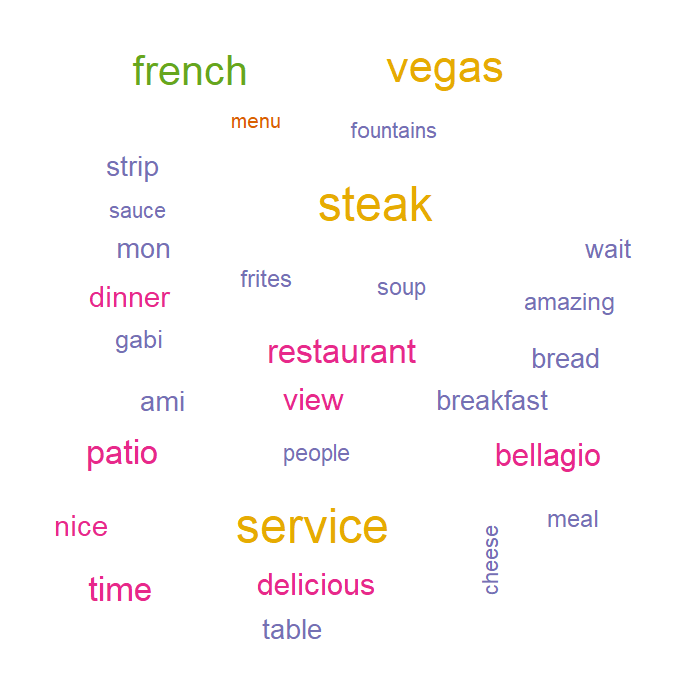 french
vegas
menu
fountains
strip
steak
sauce
mon
wait
frites
soup
dinner
amazing
gabi
restaurant
bread
ami
view
breakfast
patio
people
bellagio
nice
service
meal
cheese
time
delicious
table